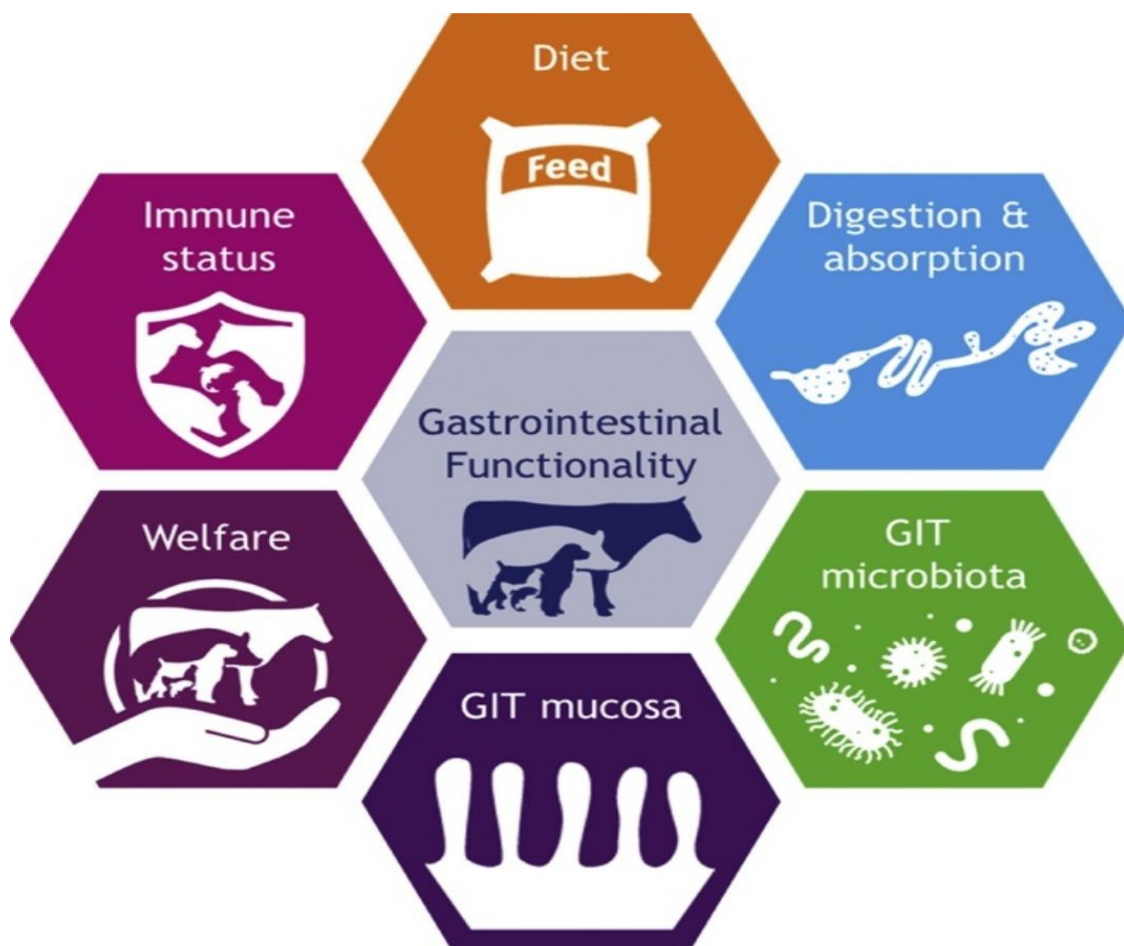 Diet
Feed
Immune
status
Digestion &
absorption
Gastrointestinal
Functionality
Welfare
GIT
microbiota
GIT mucosa